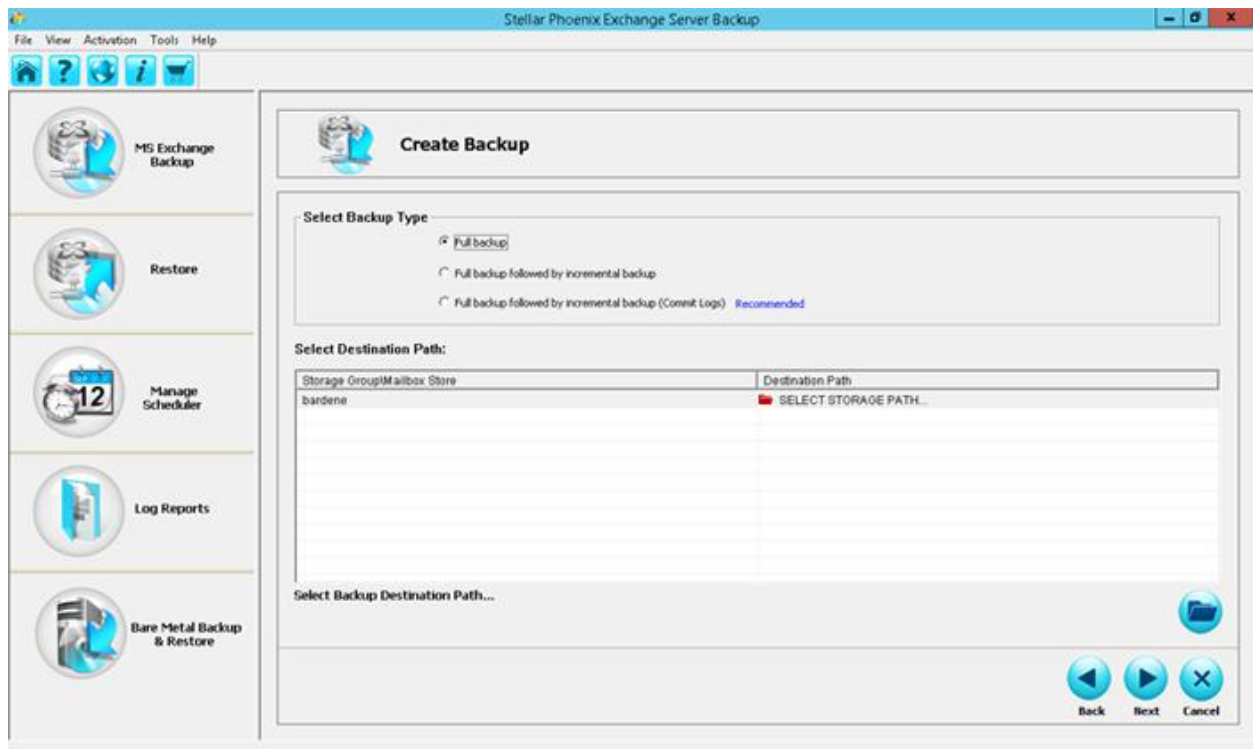 Stellar Phoenix Exchange Server Backup
File View Activation Tools Help
MS Exchange
Backup
Restore
Manage
Scheduler
12
Log Reports
Bare Metal Backup
& Restore
Create Backup
Select Backup Type
Full backup
Full backup followed by incremental backup
Full backup followed by incremental backup (Commit Logs) Recommended
Select Destination Path:
Storage Group\Mailbox Store Destination Path
bardene SELECT STORAGE PATH...
Select Backup Destination Path...
Back Next Cancel